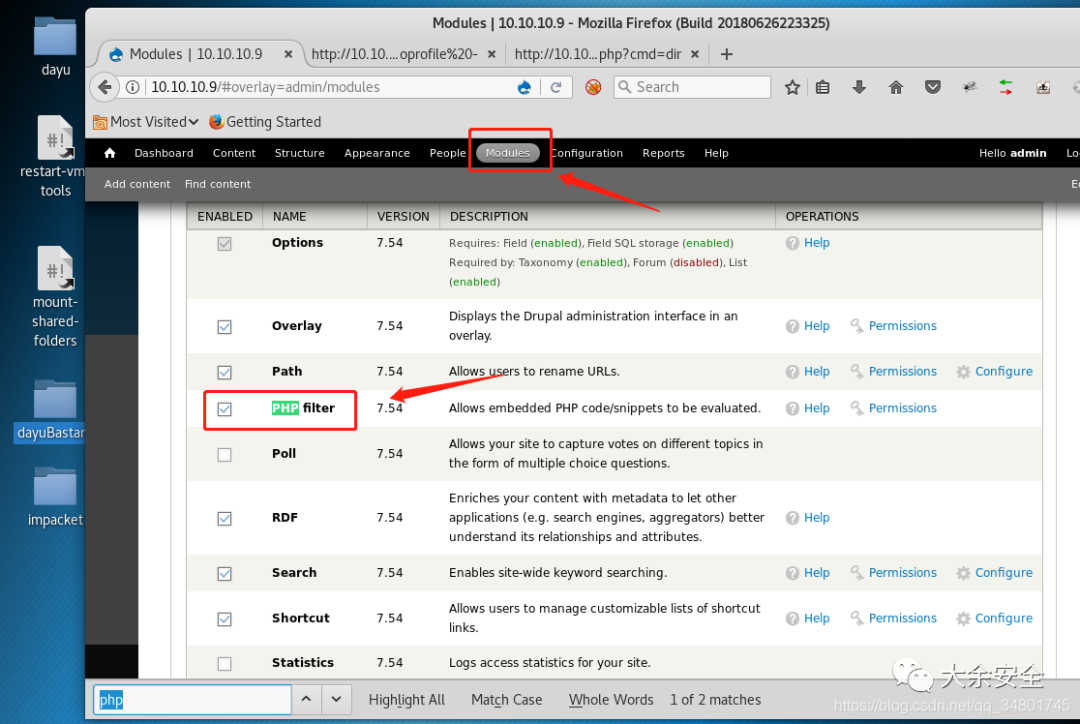 dayu
restart-vm
tools
mount-
shared-
folders
dayuBastar
impacket
Modules | 10.10.10.9 - Mozilla Firefox (Build 20180626223325)
Modules | 10.10.10.9
http://10.10....oprofile%20-
http://10.10...php?cmd=dir
10.10.10.9/#overlay=admin/modules
Search
Most Visited
Getting Started
Dashboard Content Structure Appearance People Modules Configuration Reports Help Hello admin Lo
Add content Find content E
ENABLED NAME VERSION DESCRIPTION OPERATIONS
Options 7.54 Requires: Field (enabled), Field SQL storage (enabled) Help
Required by: Taxonomy (enabled), Forum (disabled), List
(enabled)
Overlay 7.54 Displays the Drupal administration interface in an Help Permissions
overlay.
Path 7.54 Allows users to rename URLs. Help Permissions Configure
PHP filter 7.54 Allows embedded PHP code/snippets to be evaluated. Help Permissions
Poll 7.54 Allows your site to capture votes on different topics in
the form of multiple choice questions.
RDF 7.54 Enriches your content with metadata to let other Help
applications (e.g. search engines, aggregators) better
understand its relationships and attributes.
Search 7.54 Enables site-wide keyword searching. Help Permissions Configure
Shortcut 7.54 Allows users to manage customizable lists of shortcut Help Permissions Configure
links.
Statistics 7.54 Logs access statistics for your site.
php Highlight All Match Case Whole Words 1 of 2 matches
大余安全
https://blog.csdn.net/qq_34801745